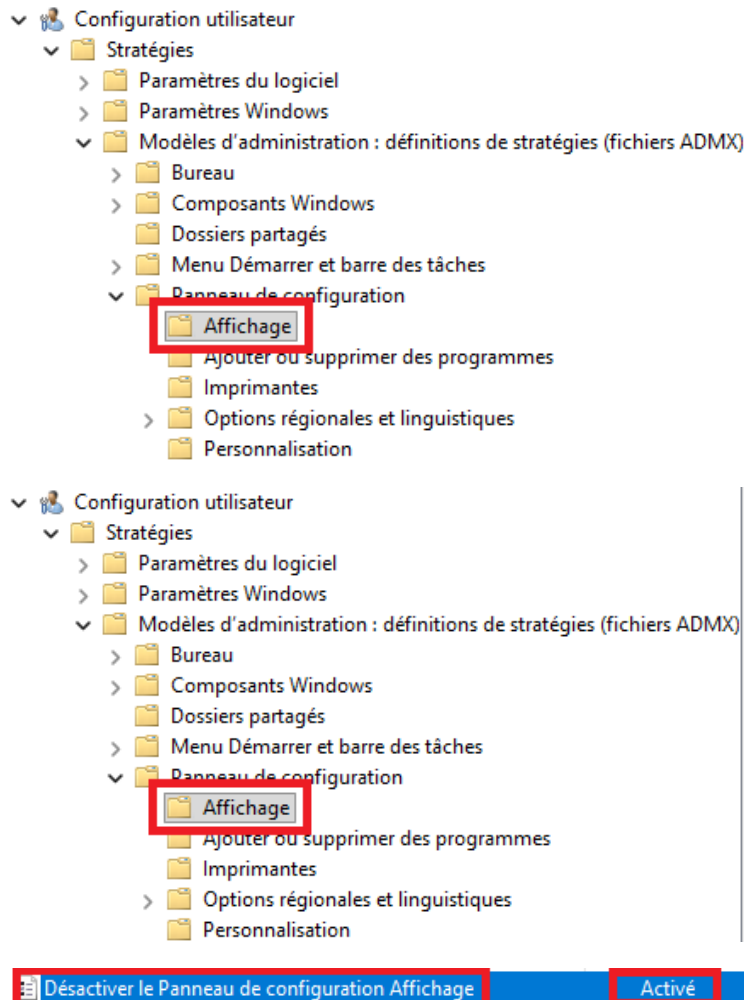 Configuration utilisateur
Stratégies
Paramètres du logiciel
Paramètres Windows
Modèles d'administration : définitions de stratégies (fichiers ADMX)
Bureau
Composants Windows
Dossiers partagés
Menu Démarrer et barre des tâches
Panneau de configuration
Affichage
Ajouter ou supprimer des programmes
Imprimantes
Options régionales et linguistiques
Personnalisation
Configuration utilisateur
Stratégies
Paramètres du logiciel
Paramètres Windows
Modèles d'administration : définitions de stratégies (fichiers ADMX)
Bureau
Composants Windows
Dossiers partagés
Menu Démarrer et barre des tâches
Panneau de configuration
Affichage
Ajouter ou supprimer des programmes
Imprimantes
Options régionales et linguistiques
Personnalisation
Désactiver le Panneau de configuration Affichage Activé